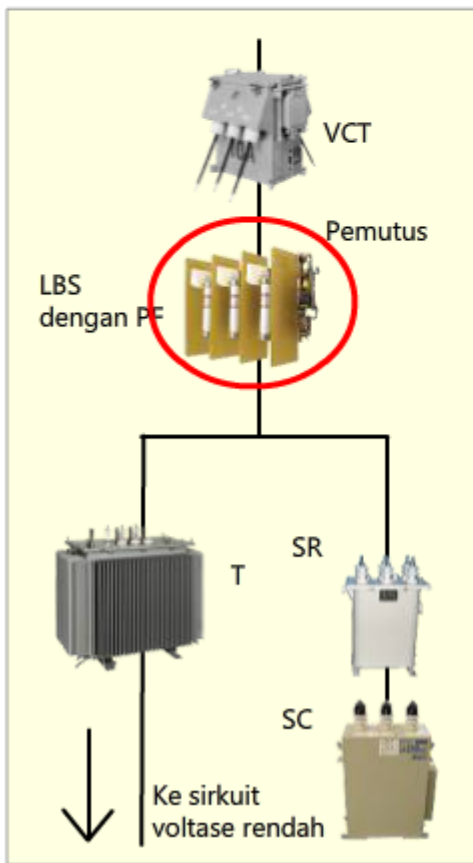 VCT
Pemutus
LBS
dengan PF
SR
T
SC
Ke sirkuit
voltase rendah